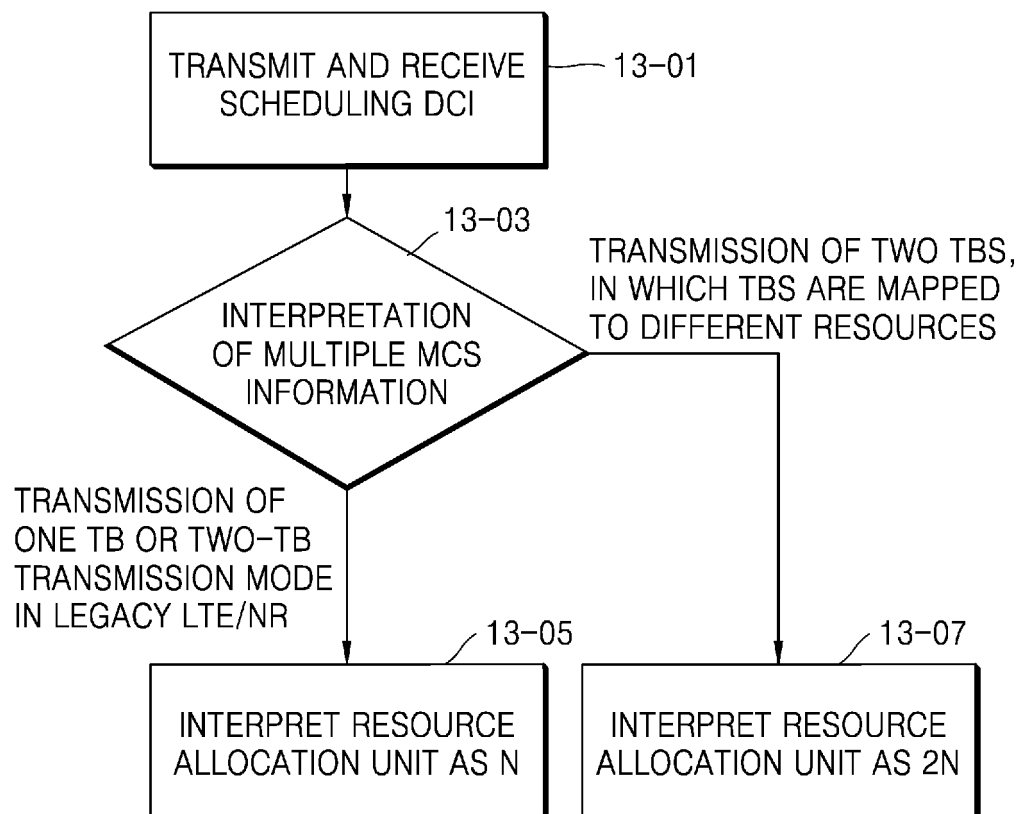 TRANSMIT AND RECEIVE
SCHEDULING DCI
13-01
13-03
INTERPRETATION
OF MULTIPLE MCS
INFORMATION
TRANSMISSION OF TWO TBS,
IN WHICH TBS ARE MAPPED
TO DIFFERENT RESOURCES
TRANSMISSION OF
ONE TB OR TWO-TB
TRANSMISSION MODE
IN LEGACY LTE/NR
13-05
INTERPRET RESOURCE
ALLOCATION UNIT AS N
13-07
INTERPRET RESOURCE
ALLOCATION UNIT AS 2N